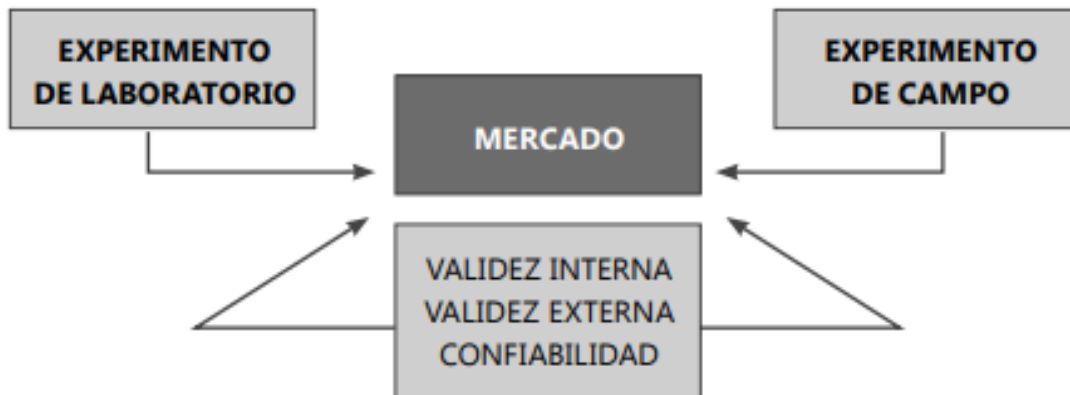 EXPERIMENTO
DE LABORATORIO
MERCADO
EXPERIMENTO
DE CAMPO
VALIDEZ INTERNA
VALIDEZ EXTERNA
CONFIABILIDAD